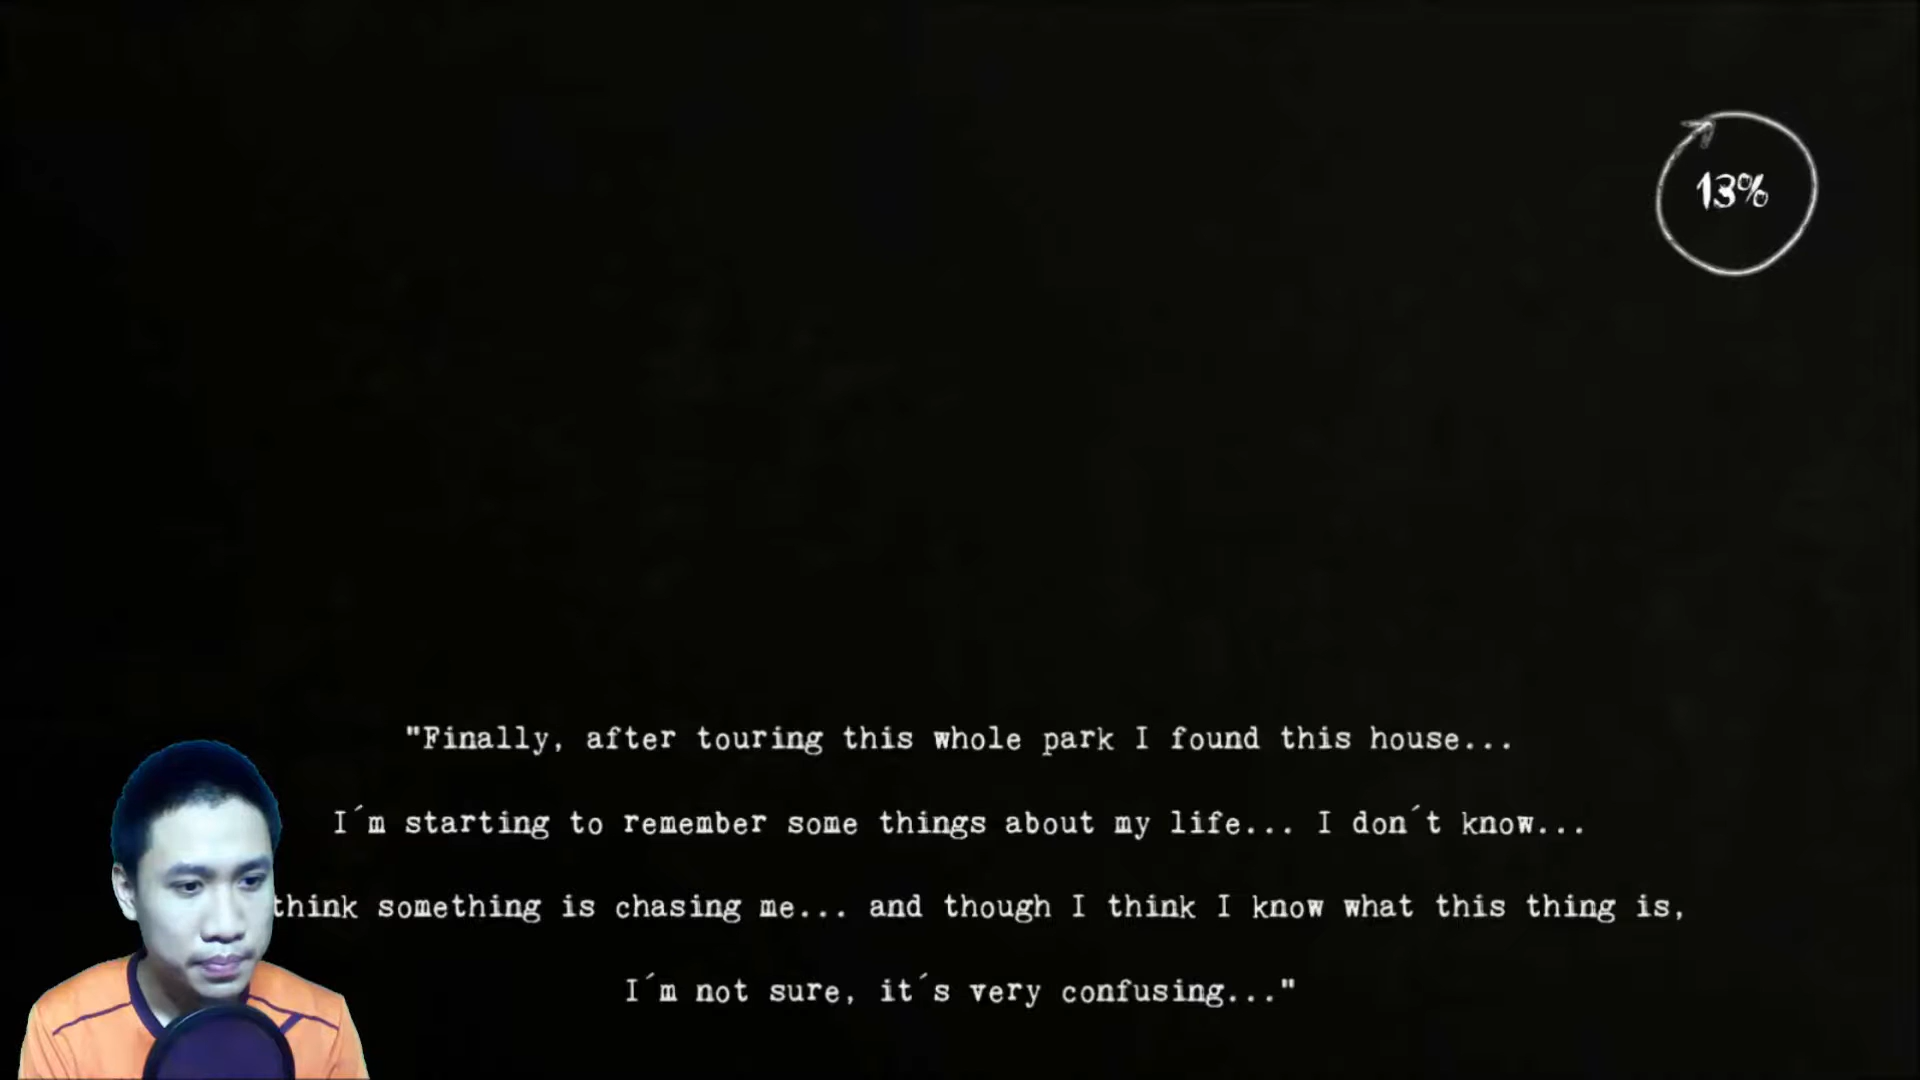 13%
"Finally, after touring this whole park I found this house...
I´m starting to remember some things about my life... I don´t know...
think something is chasing me... and though I think I know what this thing is,
I´m not sure, it´s very confusing..."